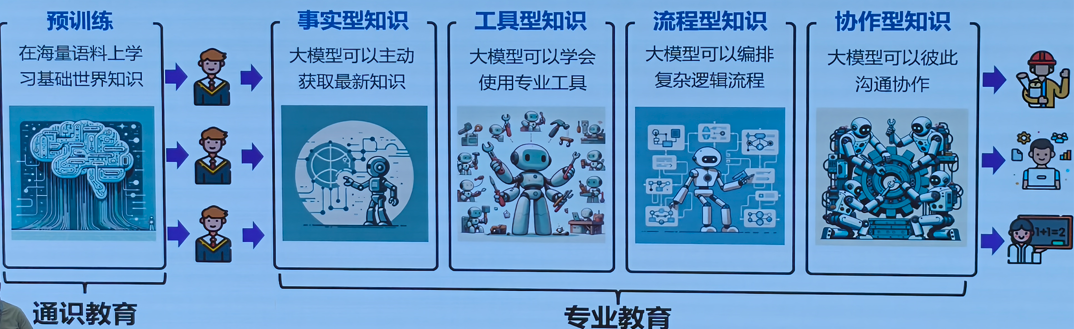 预训练
在海量语料上学
习基础世界知识
事实型知识
大模型可以主动
获取最新知识
工具型知识
大模型可以学会
使用专业工具
流程型知识
大模型可以编排
复杂逻辑流程
协作型知识
大模型可以彼此
沟通协作
1+1=2
通识教育
专业教育